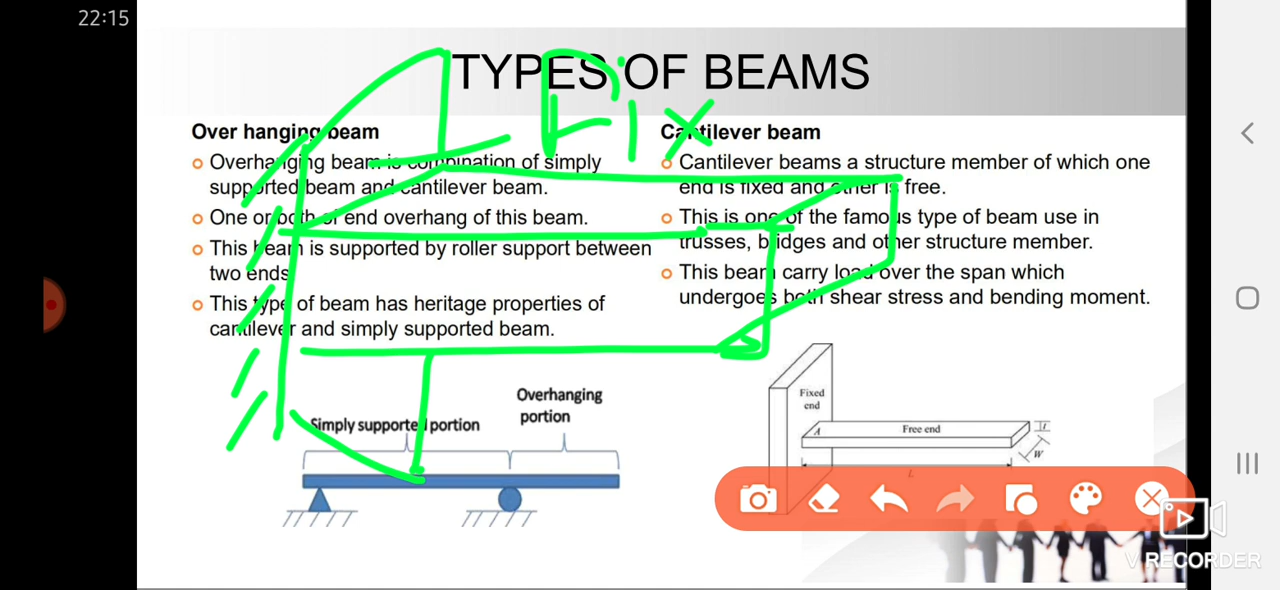 22:15
TYPES OF BEAMS
Fix
Over hanging beam
Overhanging beam is combination of simply
supported beam and cantilever beam.
One or both of end overhang of this beam.
This beam is supported by roller support between
two ends
This type of beam has heritage properties of
cantilever and simply supported beam.
Simply supported portion
Overhanging
portion
Cantilever beam
Cantilever beams a structure member of which one
end is fixed and other is free.
This is one of the famous type of beam use in
trusses, bridges and other structure member.
This beam carry load over the span which
undergoes both shear stress and bending moment.
Fixed
end
A
Free end
t
W
L
V RECORDER